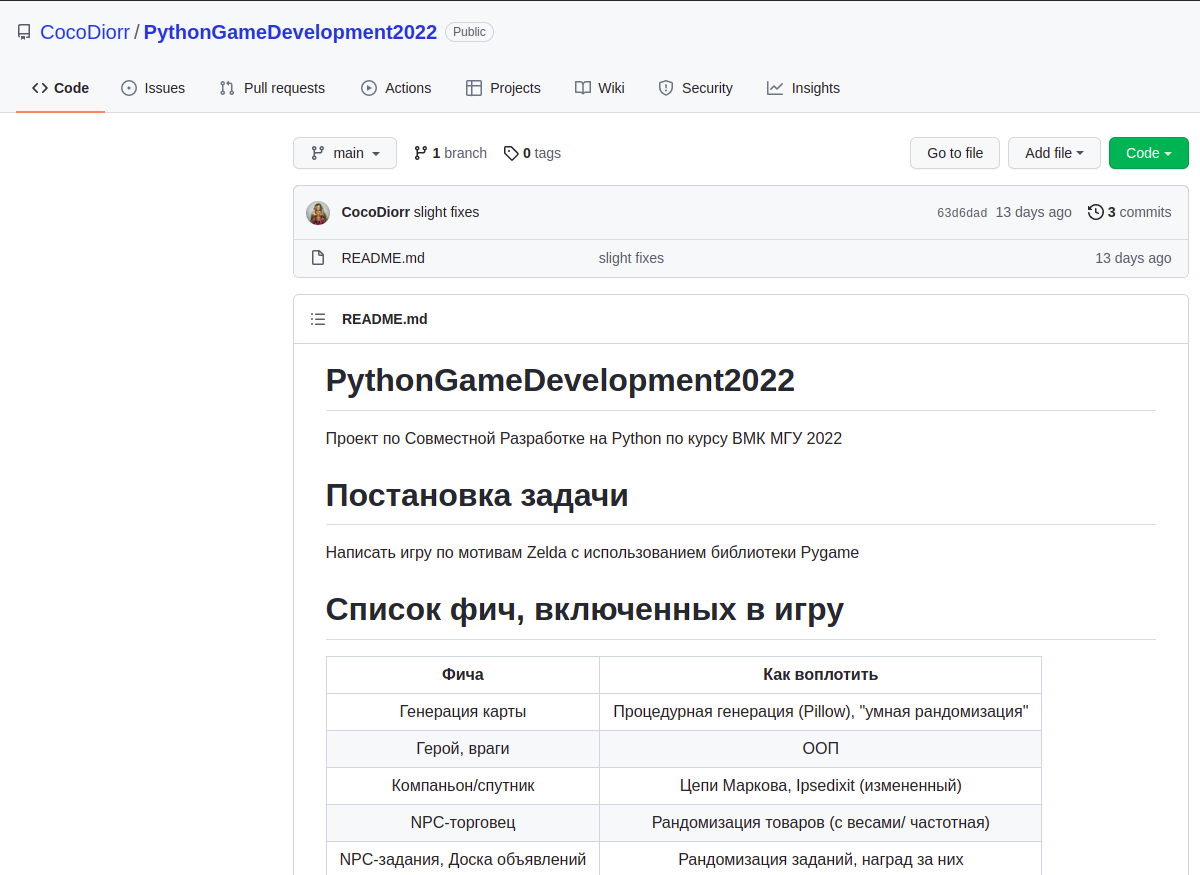 CocoDiorr / PythonGameDevelopment2022 Public
Code Issues Pull requests Actions Projects Wiki Security Insights
main 1 branch 0 tags Go to file Add file Code
CocoDiorr slight fixes 63d6dad 13 days ago 3 commits
README.md slight fixes 13 days ago
README.md
PythonGameDevelopment2022
Проект по Совместной Разработке на Python по курсу ВМК МГУ 2022
Постановка задачи
Написать игру по мотивам Zelda с использованием библиотеки Pygame
Список фич, включенных в игру
Фича Как воплотить
Генерация карты Процедурная генерация (Pillow), "умная рандомизация"
Герой, враги ООП
Компаньон/спутник Цепи Маркова, Ipsedixit (измененный)
NPC-торговец Рандомизация товаров (с весами/ частотная)
NPC-задания, Доска объявлений Рандомизация заданий, наград за них